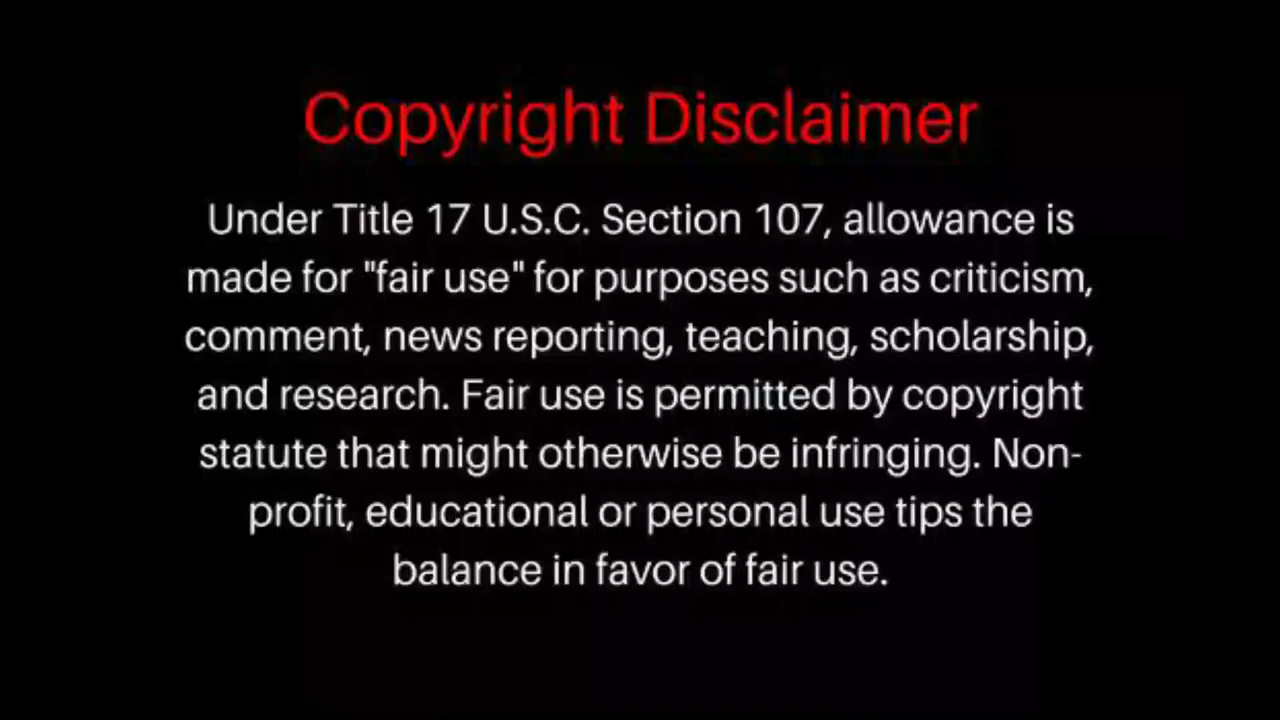 Copyright Disclaimer
Under Title 17 U.S.C. Section 107, allowance is
made for "fair use" for purposes such as criticism,
comment, news reporting, teaching, scholarship,
and research. Fair use is permitted by copyright
statute that might otherwise be infringing. Non-
profit, educational or personal use tips the
balance in favor of fair use.